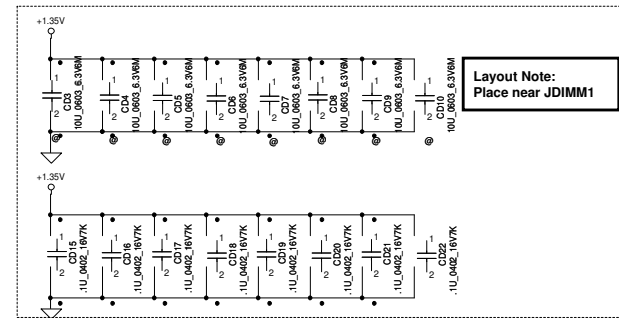 +1.35V
1
2
CD3
10U_0603_6.3V6M
@
1
2
CD4
10U_0603_6.3V6M
@
1
2
CD5
10U_0603_6.3V6M
@
1
2
CD6
10U_0603_6.3V6M
@
1
2
CD7
10U_0603_6.3V6M
@
1
2
CD8
10U_0603_6.3V6M
@
1
2
CD9
10U_0603_6.3V6M
@
1
2
CD10
10U_0603_6.3V6M
@
Layout Note:
Place near JDIMM1
+1.35V
1
2
CD15
.1U_0402_16V7K
1
2
CD16
.1U_0402_16V7K
1
2
CD17
.1U_0402_16V7K
1
2
CD18
.1U_0402_16V7K
1
2
CD19
.1U_0402_16V7K
1
2
CD20
.1U_0402_16V7K
1
2
CD21
.1U_0402_16V7K
1
2
CD22
.1U_0402_16V7K